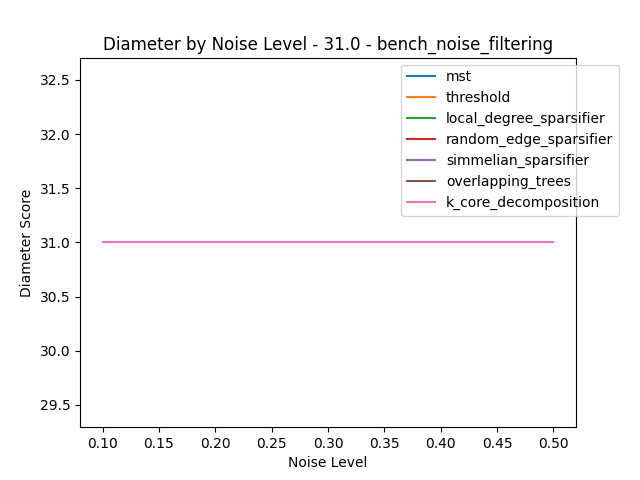 Diameter by Noise Level - 31.0 - bench_noise_filtering
mst
threshold
local_degree_sparsifier
random_edge_sparsifier
simmelian_sparsifier
overlapping_trees
k_core_decomposition
Diameter Score
32.5
32.0
31.5
31.0
30.5
30.0
29.5
0.10 0.15 0.20 0.25 0.30 0.35 0.40 0.45 0.50
Noise Level